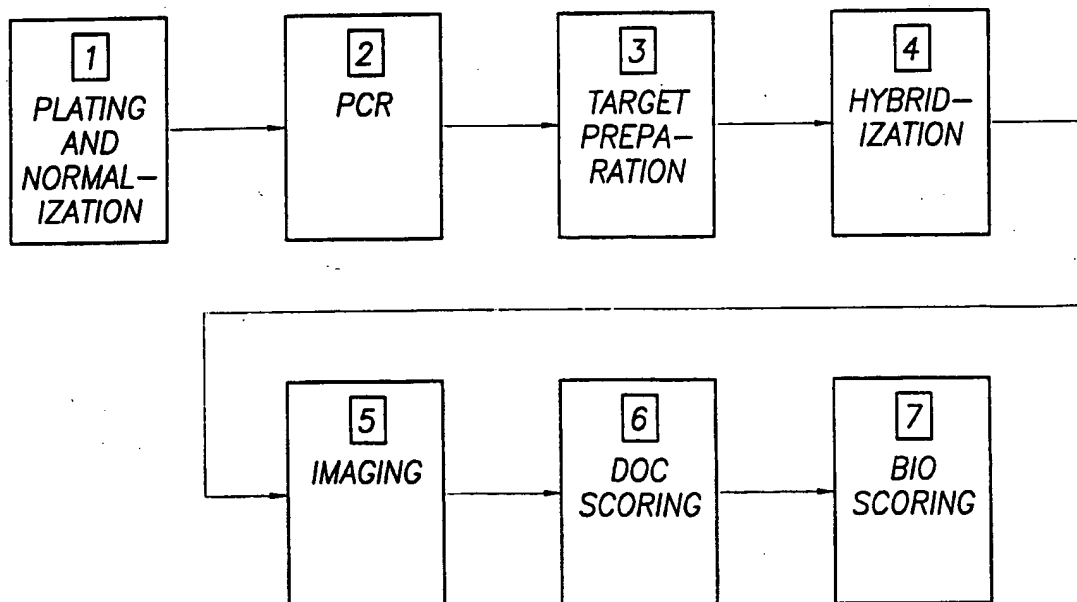 1
PLATING
AND
NORMAL-
IZATION
2
PCR
3
TARGET
PREPA-
RATION
4
HYBRID-
IZATION
5
IMAGING
6
DOC
SCORING
7
BIO
SCORING